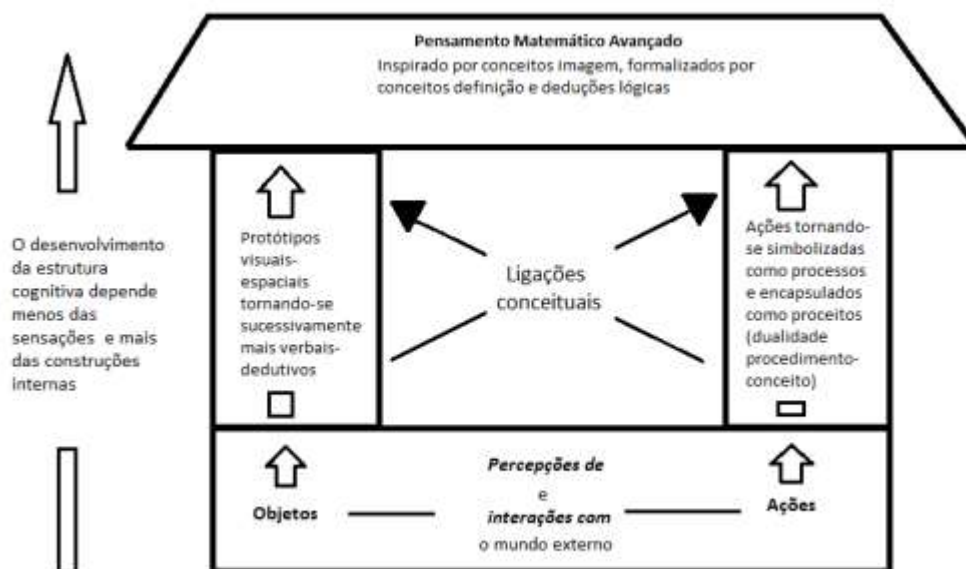 Pensamento Matemático Avançado
Inspirado por conceitos imagem, formalizados por
conceitos definição e deduções lógicas
O desenvolvimento
da estrutura
cognitiva depende
menos das
sensações e mais
das construções
internas
Protótipos
visuais-
espaciais
tornando-se
sucessivamente
mais verbais-
dedutivos
Ligações
conceituais
Ações tornando-
se simbolizadas
como processos
e encapsulados
como proceitos
(dualidade
procedimento-
conceito)
Objetos
Percepções de
e
interações com
o mundo externo
Ações